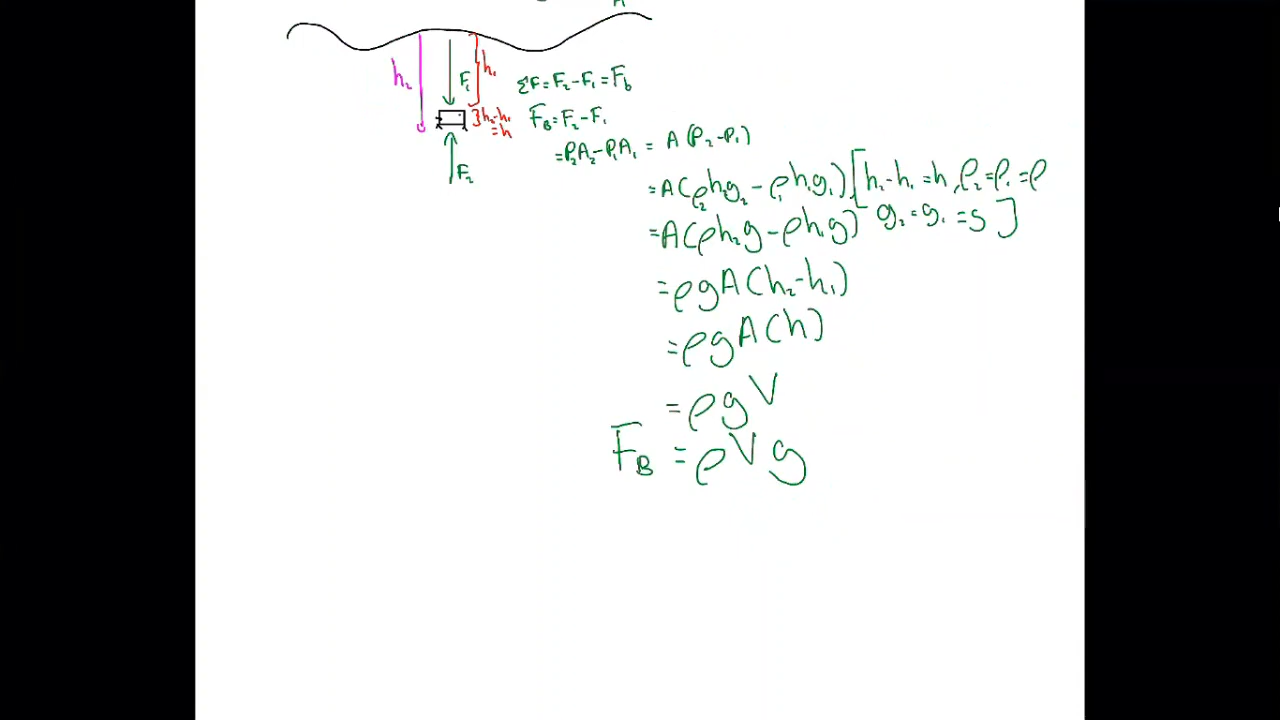 A
h₂ F₁ h₁ ΣF = F₂ - F₁ = F_b
h₂-h₁ F_B = F₂ - F₁
= h
= P₂A₂ - P₁A₁ = A(P₂ - P₁)
F₂
= A(ρ₂h₂g₂ - ρ₁h₁g₁) [h₂ - h₁ = h, ρ₂ = ρ₁ = ρ
= A(ρh₂g - ρh₁g) g₂ = g₁ = g]
= ρgA(h₂ - h₁)
= ρgA(h)
= ρgV
F_B = ρVg